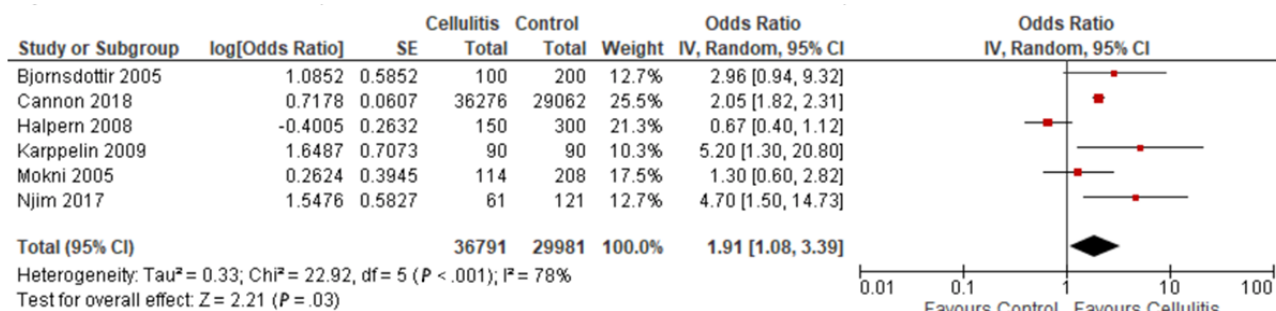 Cellulitis Control Odds Ratio Odds Ratio
Study or Subgroup log[Odds Ratio] SE Total Total Weight IV, Random, 95% CI IV, Random, 95% CI
Bjornsdottir 2005 1.0852 0.5852 100 200 12.7% 2.96 [0.94, 9.32]
Cannon 2018 0.7178 0.0607 36276 29062 25.5% 2.05 [1.82, 2.31]
Halpern 2008 -0.4005 0.2632 150 300 21.3% 0.67 [0.40, 1.12]
Karppelin 2009 1.6487 0.7073 90 90 10.3% 5.20 [1.30, 20.80]
Mokni 2005 0.2624 0.3945 114 208 17.5% 1.30 [0.60, 2.82]
Njim 2017 1.5476 0.5827 61 121 12.7% 4.70 [1.50, 14.73]
Total (95% CI) 36791 29981 100.0% 1.91 [1.08, 3.39]
Heterogeneity: Tau² = 0.33; Chi² = 22.92, df = 5 (P < .001); I² = 78%
Test for overall effect: Z = 2.21 (P = .03)
0.01 0.1 1 10 100
Favours Control Favours Cellulitis